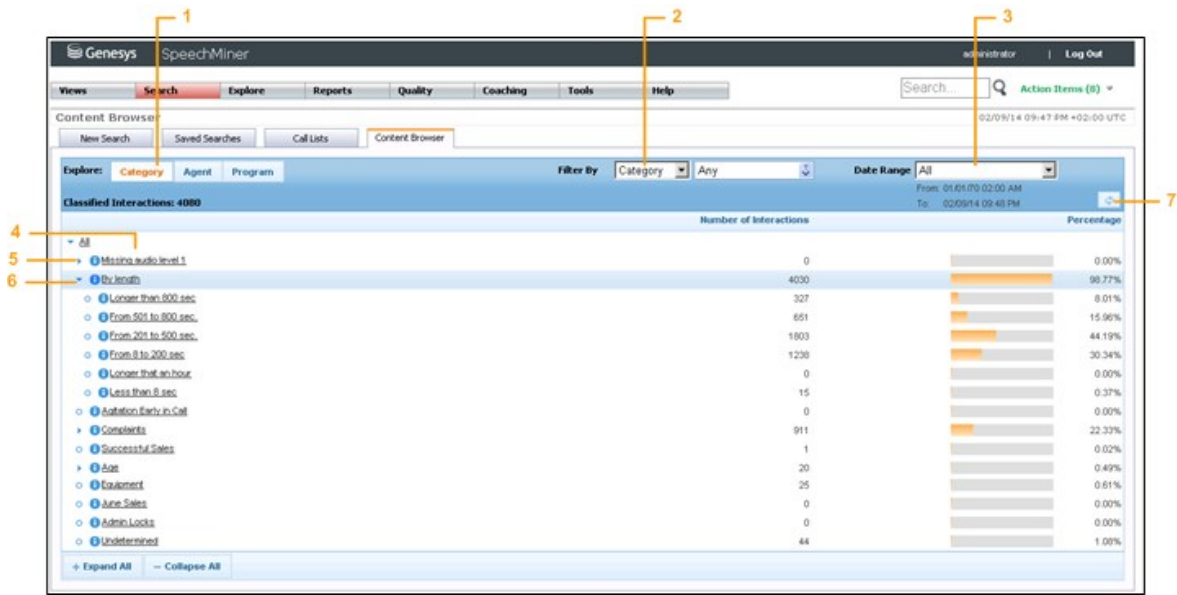 1 2 3
Genesys SpeechMiner administrator | Log Out
Views Search Explore Reports Quality Coaching Tools Help Search... Action Items (8)
Content Browser 02/09/14 09:47 PM +02:00 UTC
New Search Saved Searches Call Lists Content Browser
Explore: Category Agent Program Filter By Category Any Date Range All
From: 01/01/70 02:00 AM
Classified Interactions: 4080 To: 02/09/14 09:48 PM 7
Number of Interactions Percentage
4 All
5 Missing audio level 1 0 0.00%
6 By length 4030 98.77%
Longer than 800 sec 327 8.01%
From 501 to 800 sec. 651 15.96%
From 201 to 500 sec. 1803 44.19%
From 8 to 200 sec 1238 30.34%
Longer that an hour 0 0.00%
Less than 8 sec 15 0.37%
Agitation Early in Call 0 0.00%
Complaints 911 22.33%
Successful Sales 1 0.02%
Age 20 0.49%
Equipment 25 0.61%
June Sales 0 0.00%
Admin Locks 0 0.00%
Undetermined 44 1.08%
+ Expand All − Collapse All